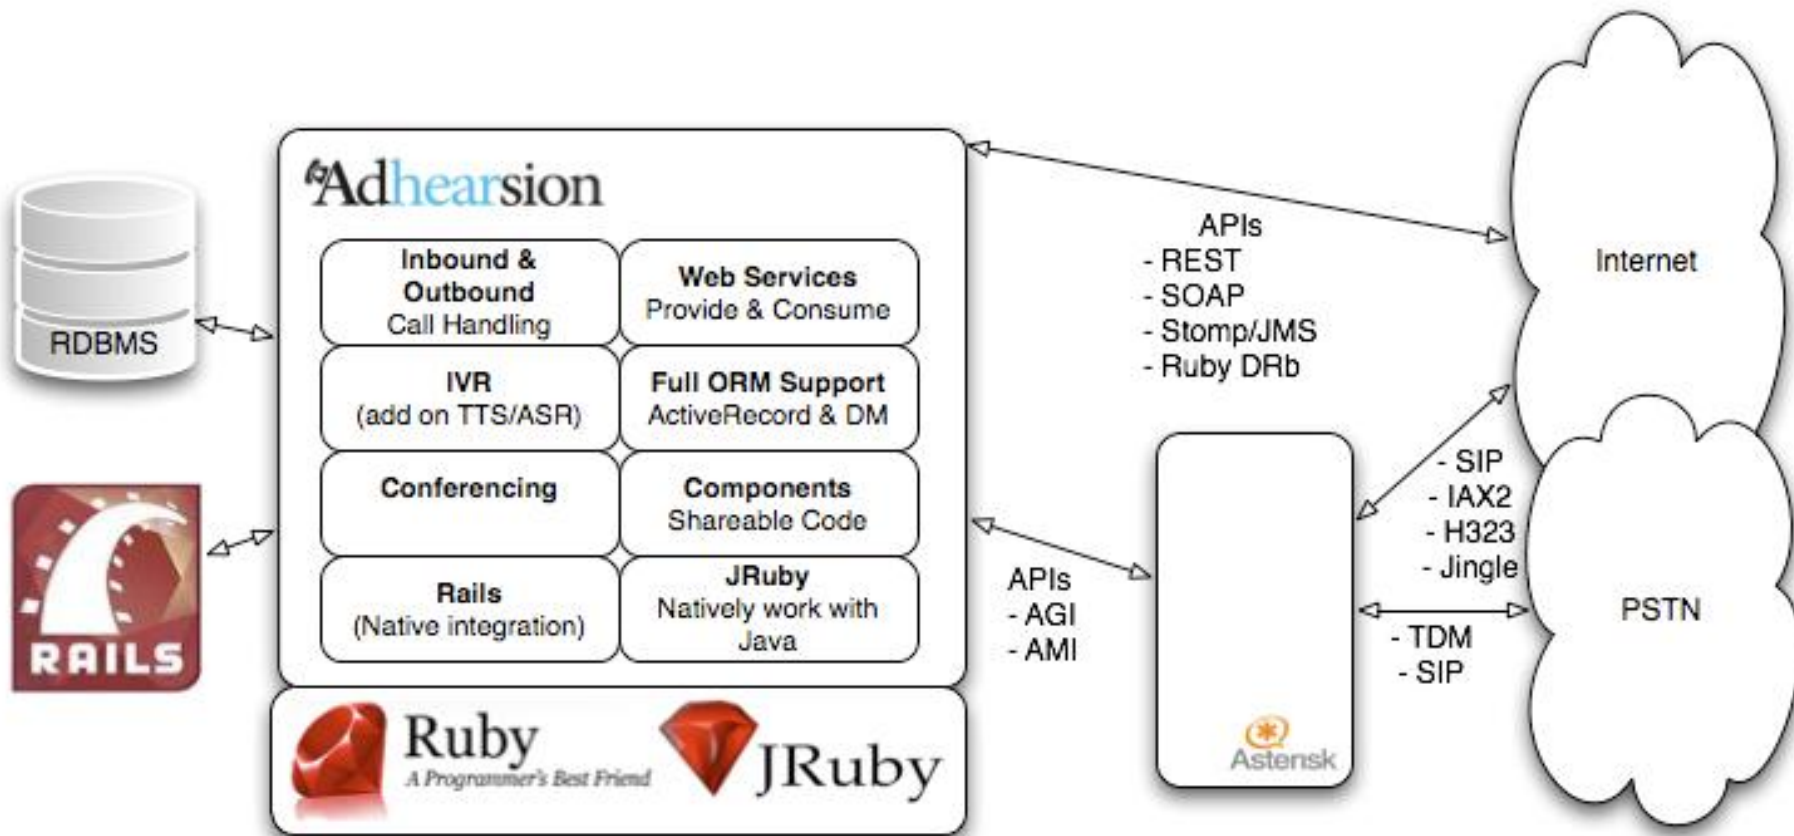 Adhearsion
Inbound &
Outbound
Call Handling
Web Services
Provide & Consume
IVR
(add on TTS/ASR)
Full ORM Support
ActiveRecord & DM
Conferencing
Components
Shareable Code
Rails
(Native integration)
JRuby
Natively work with
Java
Ruby
A Programmer's Best Friend
JRuby
RDBMS
RAILS
APIs
- REST
- SOAP
- Stomp/JMS
- Ruby DRb
APIs
- AGI
- AMI
Asterisk
- SIP
- IAX2
- H323
- Jingle
- TDM
- SIP
Internet
PSTN